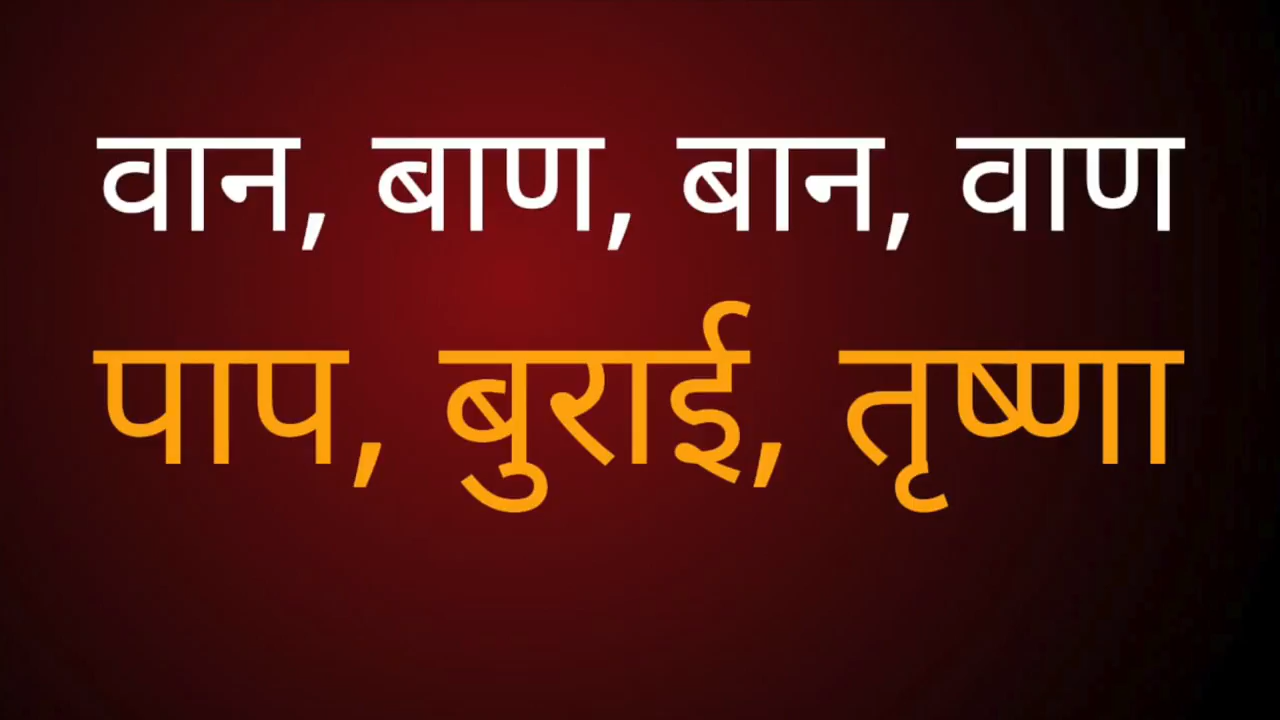 वान, बाण, बान, वाण
पाप, बुराई, तृष्णा